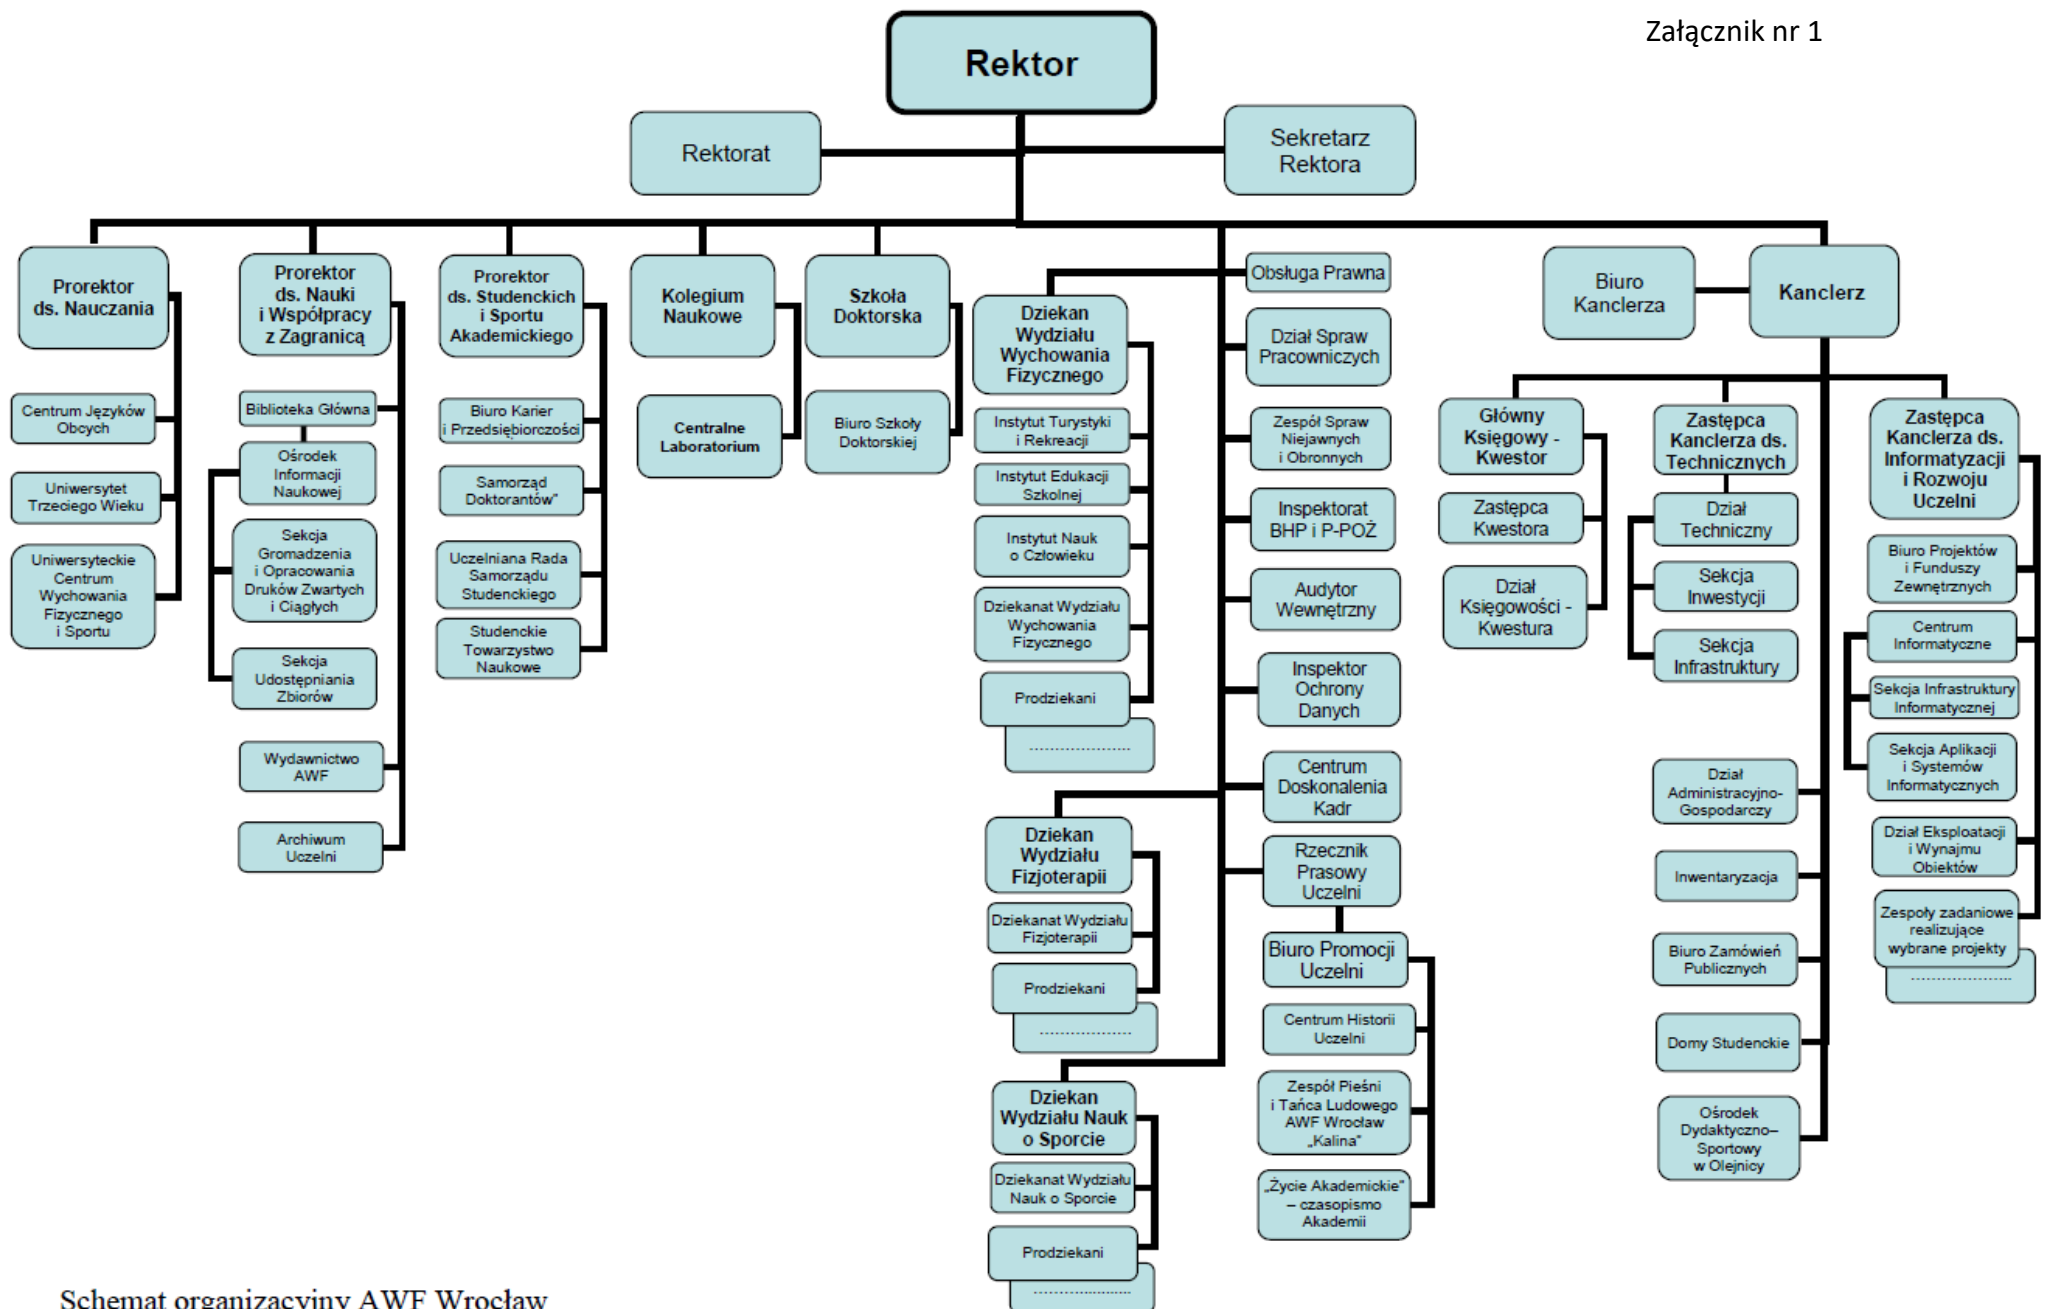 Załącznik nr 1
Rektor
Rektorat
Sekretarz
Rektora
Prorektor
ds. Nauczania
Centrum Języków
Obcych
Uniwersytet
Trzeciego Wieku
Uniwersyteckie
Centrum
Wychowania
Fizycznego
i Sportu
Prorektor
ds. Nauki
i Współpracy
z Zagranicą
Biblioteka Główna
Ośrodek
Informacji
Naukowej
Sekcja
Gromadzenia
i Opracowania
Druków Zwartych
i Ciągłych
Sekcja
Udostępniania
Zbiorów
Wydawnictwo
AWF
Archiwum
Uczelni
Prorektor
ds. Studenckich
i Sportu
Akademickiego
Biuro Karier
i Przedsiębiorczości
Samorząd
Doktorantów"
Uczelniana Rada
Samorządu
Studenckiego
Studenckie
Towarzystwo
Naukowe
Kolegium
Naukowe
Centralne
Laboratorium
Szkoła
Doktorska
Biuro Szkoły
Doktorskiej
Dziekan
Wydziału
Wychowania
Fizycznego
Instytut Turystyki
i Rekreacji
Instytut Edukacji
Szkolnej
Instytut Nauk
o Człowieku
Dziekanat Wydziału
Wychowania
Fizycznego
Prodziekani
.....................
Dziekan
Wydziału
Fizjoterapii
Dziekanat Wydziału
Fizjoterapii
Prodziekani
.....................
Dziekan
Wydziału Nauk
o Sporcie
Dziekanat Wydziału
Nauk o Sporcie
Prodziekani
.....................
Obsługa Prawna
Dział Spraw
Pracowniczych
Zespół Spraw
Niejawnych
i Obronnych
Inspektorat
BHP i P-POŻ
Audytor
Wewnętrzny
Inspektor
Ochrony
Danych
Centrum
Doskonalenia
Kadr
Rzecznik
Prasowy
Uczelni
Biuro Promocji
Uczelni
Centrum Historii
Uczelni
Zespół Pieśni
i Tańca Ludowego
AWF Wrocław
„Kalina”
„Życie Akademickie”
– czasopismo
Akademii
Biuro
Kanclerza
Kanclerz
Główny
Księgowy -
Kwestor
Zastępca
Kwestora
Dział
Księgowości -
Kwestura
Zastępca
Kanclerza ds.
Technicznych
Dział
Techniczny
Sekcja
Inwestycji
Sekcja
Infrastruktury
Dział
Administracyjno-
Gospodarczy
Inwentaryzacja
Biuro Zamówień
Publicznych
Domy Studenckie
Ośrodek
Dydaktyczno–
Sportowy
w Olejnicy
Zastępca
Kanclerza ds.
Informatyzacji
i Rozwoju
Uczelni
Biuro Projektów
i Funduszy
Zewnętrznych
Centrum
Informatyczne
Sekcja Infrastruktury
Informatycznej
Sekcja Aplikacji
i Systemów
Informatycznych
Dział Eksploatacji
i Wynajmu
Obiektów
Zespoły zadaniowe
realizujące
wybrane projekty
.....................
Schemat organizacyjny AWF Wrocław